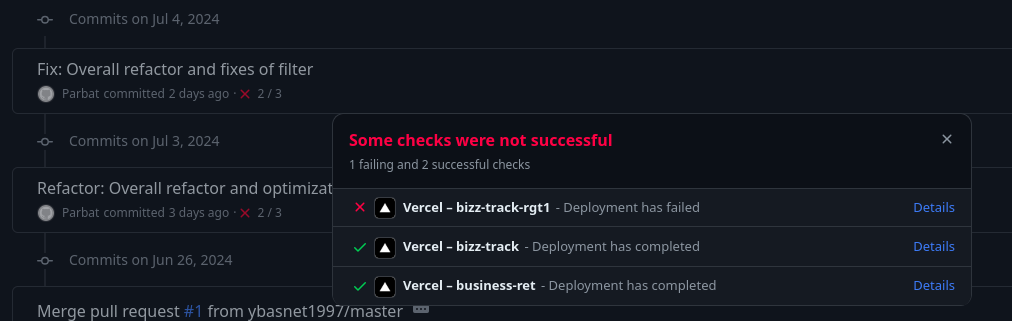 Commits on Jul 4, 2024
Fix: Overall refactor and fixes of filter
Parbat committed 2 days ago · 2 / 3
Commits on Jul 3, 2024
Refactor: Overall refactor and optimizat
Parbat committed 3 days ago · 2 / 3
Commits on Jun 26, 2024
Merge pull request #1 from ybasnet1997/master
Some checks were not successful
1 failing and 2 successful checks
Vercel – bizz-track-rgt1 - Deployment has failed Details
Vercel – bizz-track - Deployment has completed Details
Vercel – business-ret - Deployment has completed Details